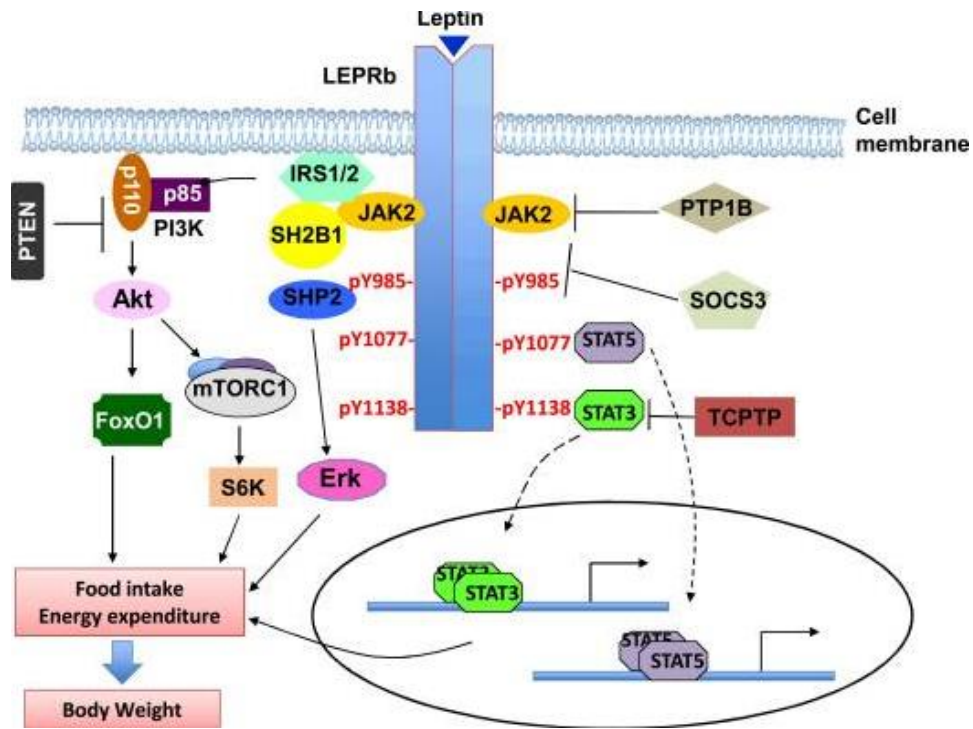 Leptin
LEPRb
Cell
membrane
IRS1/2
p110
p85
PI3K
PTEN
JAK2
JAK2
PTP1B
SH2B1
SHP2
pY985-
-pY985
SOCS3
Akt
pY1077-
-pY1077
STAT5
mTORC1
pY1138-
-pY1138
STAT3
TCPTP
FoxO1
S6K
Erk
STAT3
STAT3
Food intake
Energy expenditure
STAT5
STAT5
Body Weight